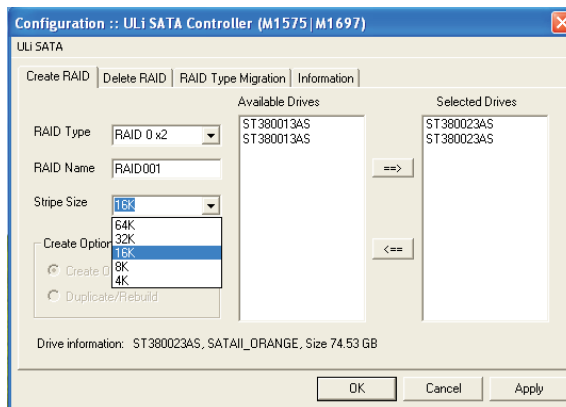 Configuration :: ULi SATA Controller (M1575|M1697)
ULi SATA
Create RAID Delete RAID RAID Type Migration Information
Available Drives Selected Drives
RAID Type RAID 0 x2
ST380013AS
ST380013AS
ST380023AS
ST380023AS
RAID Name RAID001
==>
Stripe Size 16K
64K
32K
16K
8K
4K
Create Option
<==
Create O
Duplicate/Rebuild
Drive information: ST380023AS, SATAII_ORANGE, Size 74.53 GB
OK Cancel Apply